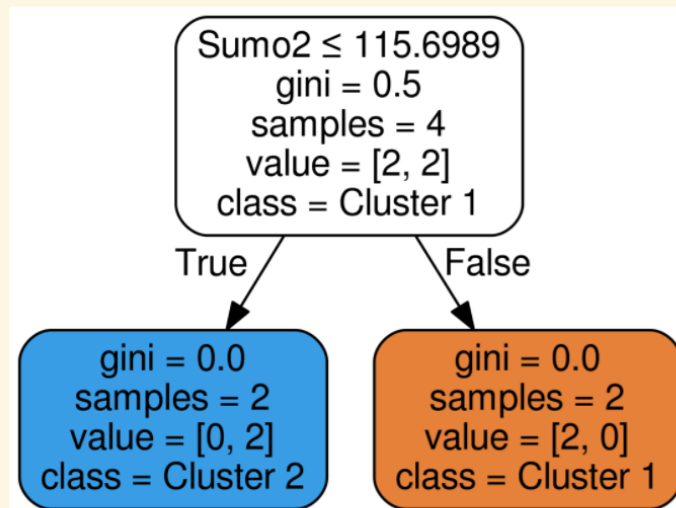 Sumo2 ≤ 115.6989
gini = 0.5
samples = 4
value = [2, 2]
class = Cluster 1
True
False
gini = 0.0
samples = 2
value = [0, 2]
class = Cluster 2
gini = 0.0
samples = 2
value = [2, 0]
class = Cluster 1